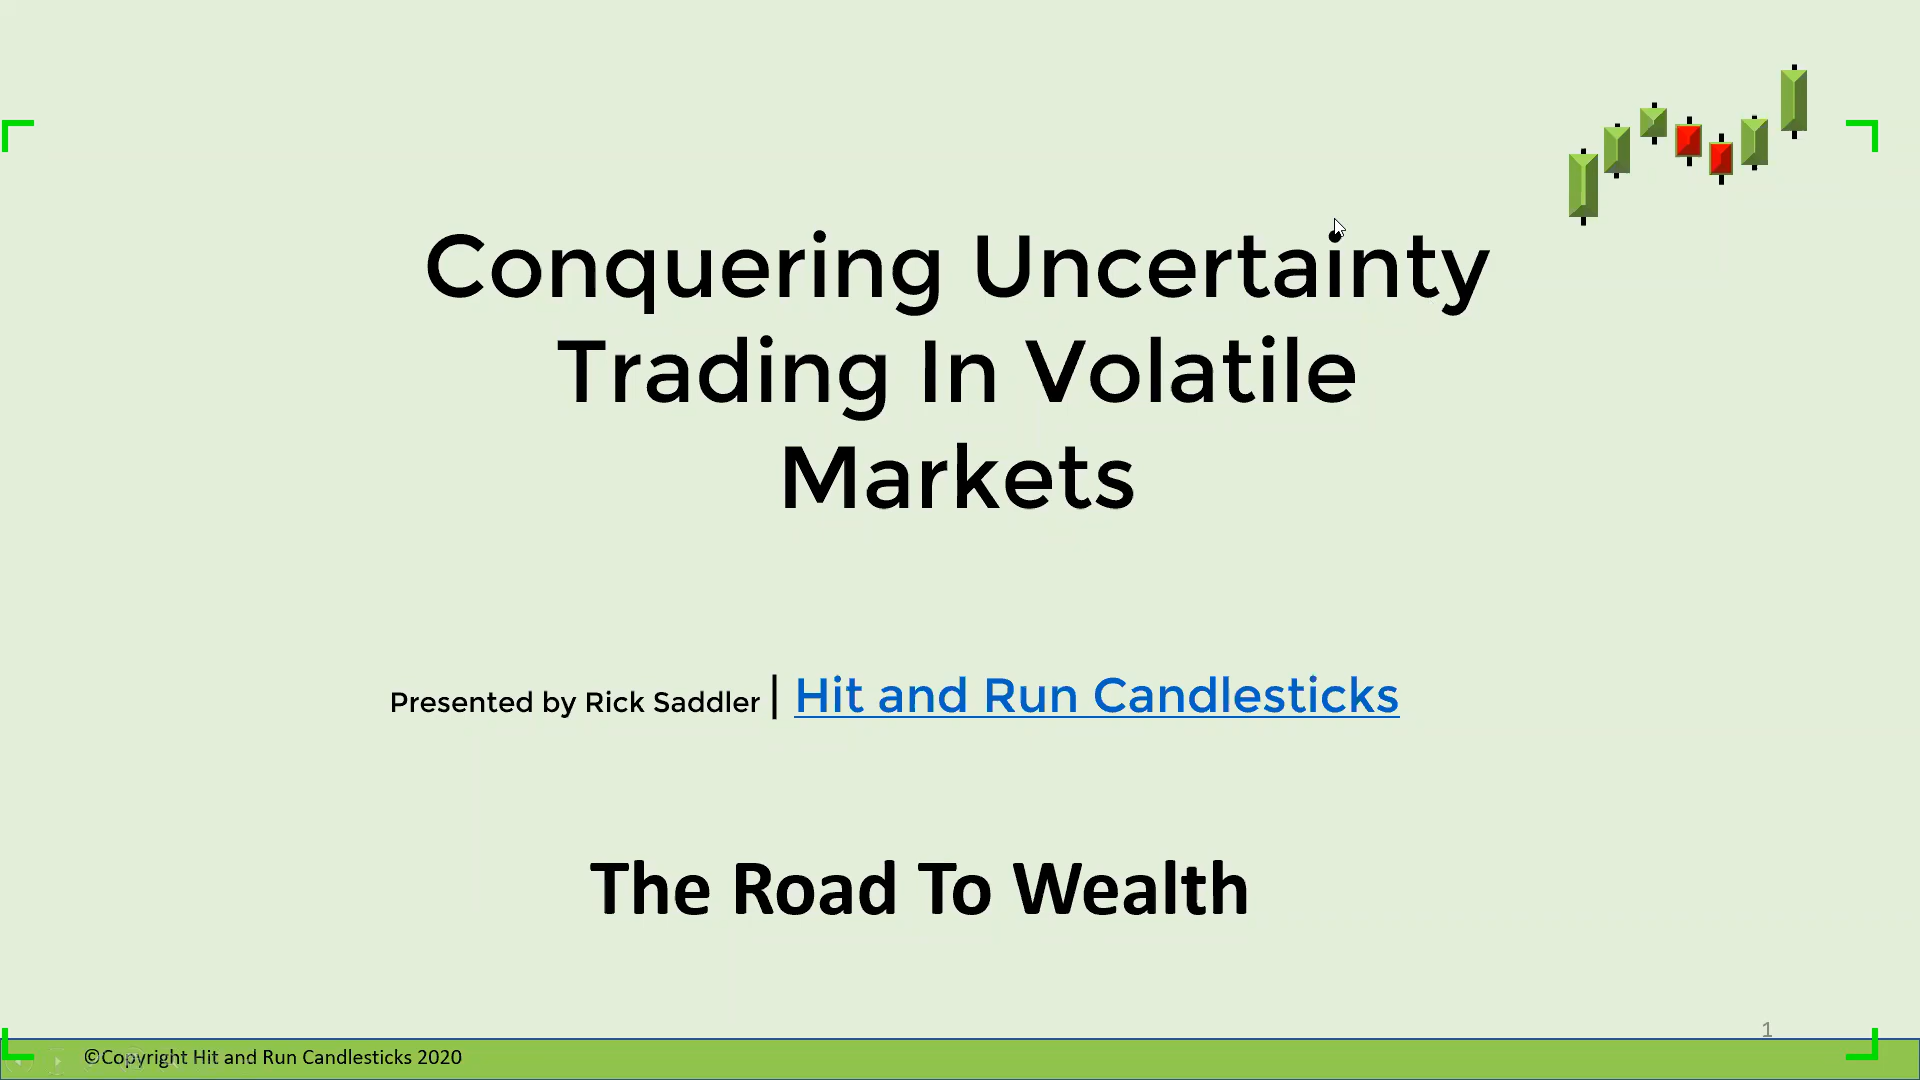 Conquering Uncertainty
Trading In Volatile
Markets
Presented by Rick Saddler | Hit and Run Candlesticks
The Road To Wealth
1
©Copyright Hit and Run Candlesticks 2020